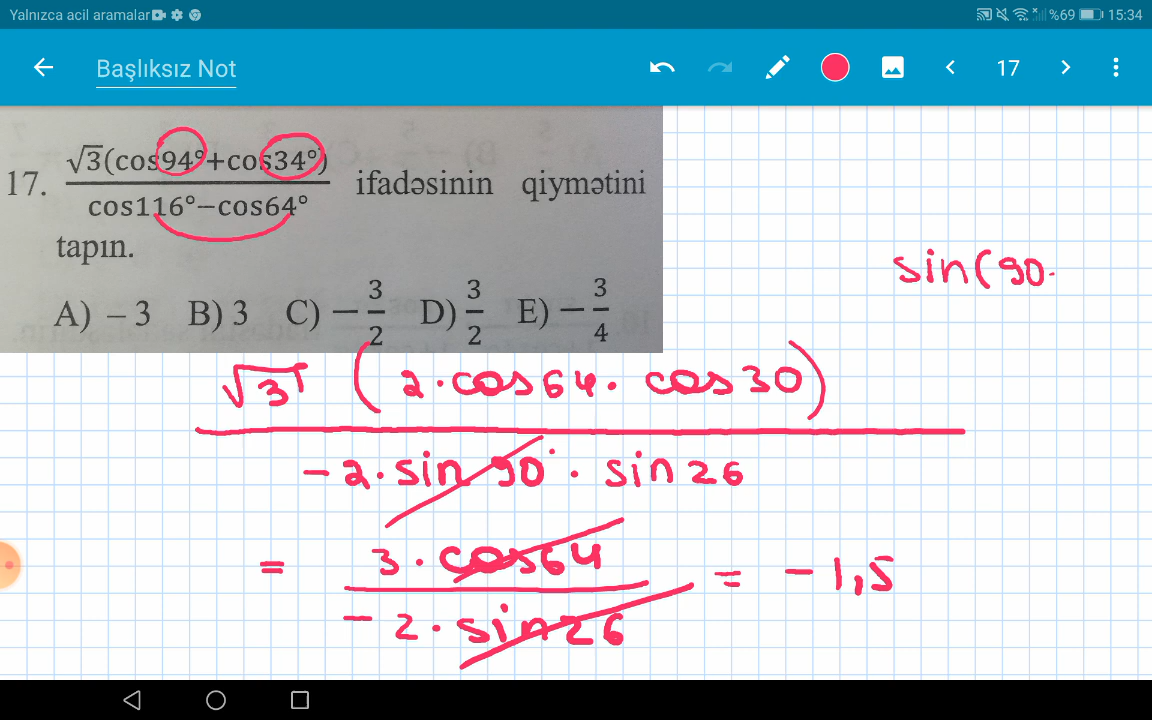 Yalnızca acil aramalar %69 15:34
Başlıksız Not 17
17. √3(cos94°+cos34°) / cos116°−cos64° ifadəsinin qiymətini
tapın.
A) − 3 B) 3 C) − 3/2 D) 3/2 E) − 3/4
sin(90-
√3 (2·cos64·cos30)
-2·sin90°·sin26
= 3·cos64 / -2·sin26 = -1,5